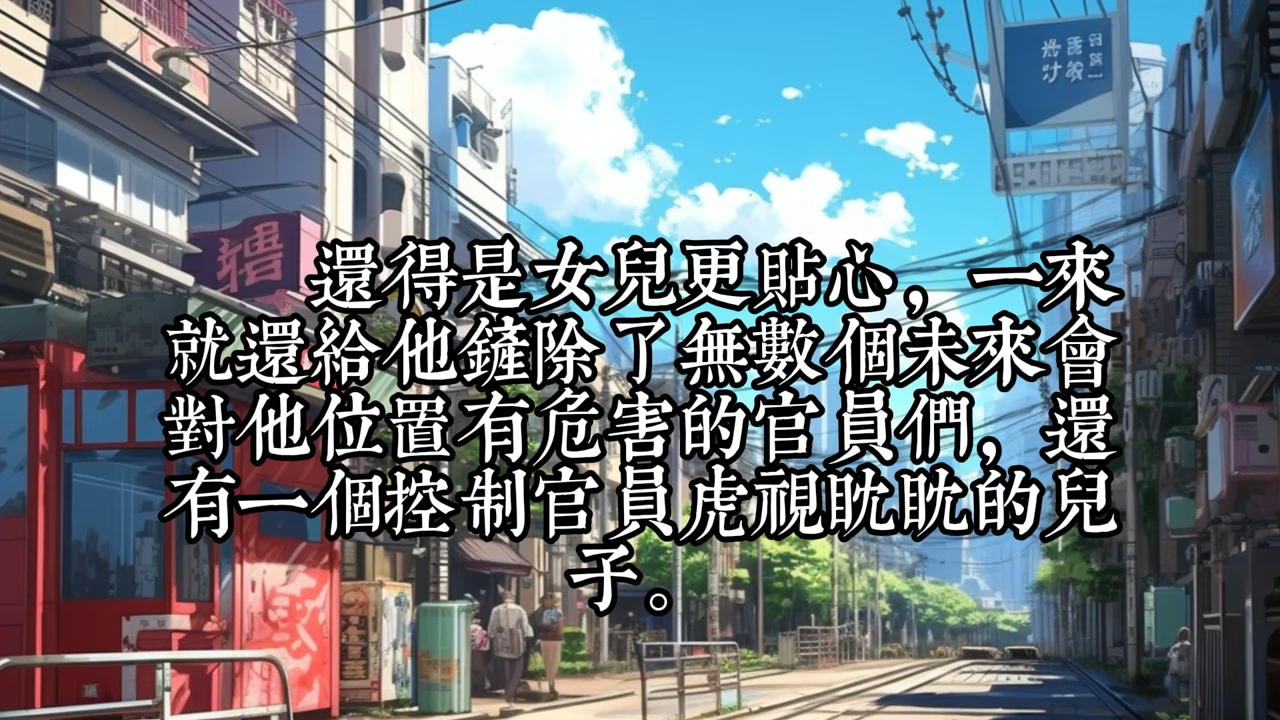 還得是女兒更貼心，一來
就還給他鏟除了無數個未來會
對他位置有危害的官員們，還
有一個控制官員虎視眈眈的兒
子。